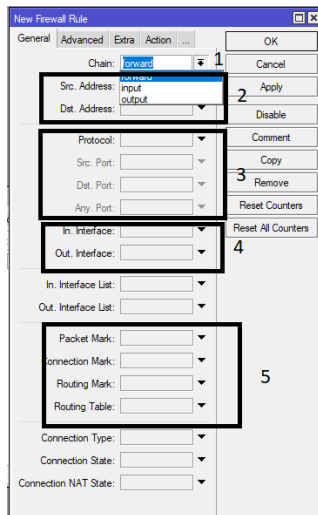 New Firewall Rule
General Advanced Extra Action ...
Chain: forward 1
forward
input
output
Src. Address: 2
Dst. Address:
Protocol:
Src. Port:
Dst. Port: 3
Any. Port:
In. Interface:
Out. Interface: 4
In. Interface List:
Out. Interface List:
Packet Mark:
Connection Mark:
Routing Mark: 5
Routing Table:
Connection Type:
Connection State:
Connection NAT State:
OK
Cancel
Apply
Disable
Comment
Copy
Remove
Reset Counters
Reset All Counters